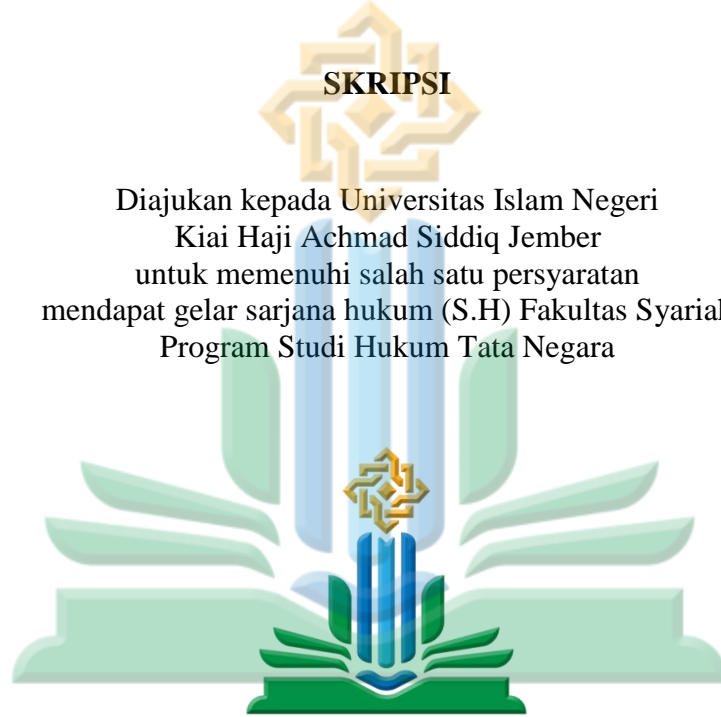 SKRIPSI
Diajukan kepada Universitas Islam Negeri
Kiai Haji Achmad Siddiq Jember
untuk memenuhi salah satu persyaratan
mendapat gelar sarjana hukum (S.H) Fakultas
Program Studi Hukum Tata Negara